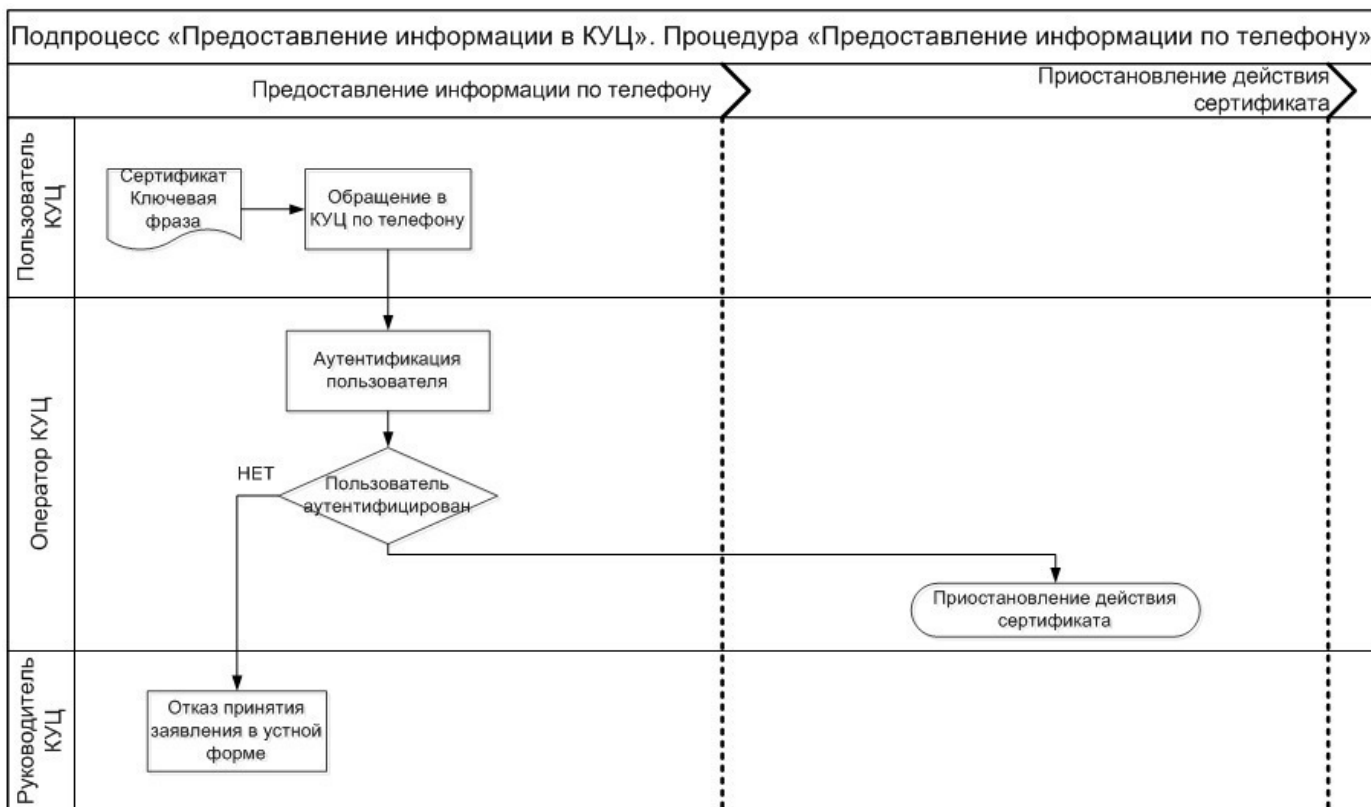 Подпроцесс «Предоставление информации в КУЦ». Процедура «Предоставление информации по телефону»
Предоставление информации по телефону
Приостановление действия
сертификата
Пользователь
КУЦ
Сертификат
Ключевая
фраза
Обращение в
КУЦ по телефону
Оператор КУЦ
Аутентификация
пользователя
НЕТ
Пользователь
аутентифицирован
Приостановление действия
сертификата
Руководитель
КУЦ
Отказ принятия
заявления в устной
форме